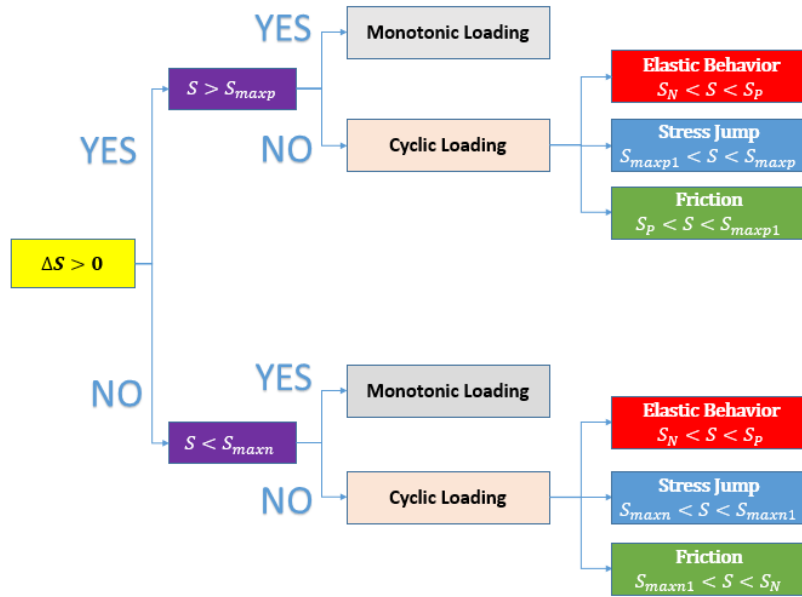 YES
Monotonic Loading
S > S_maxp
Elastic Behavior
S_N < S < S_P
YES
NO
Cyclic Loading
Stress Jump
S_maxp1 < S < S_maxp
Friction
S_P < S < S_maxp1
ΔS > 0
NO
YES
Monotonic Loading
S < S_maxn
Elastic Behavior
S_N < S < S_P
NO
Cyclic Loading
Stress Jump
S_maxn < S < S_maxn1
Friction
S_maxn1 < S < S_N